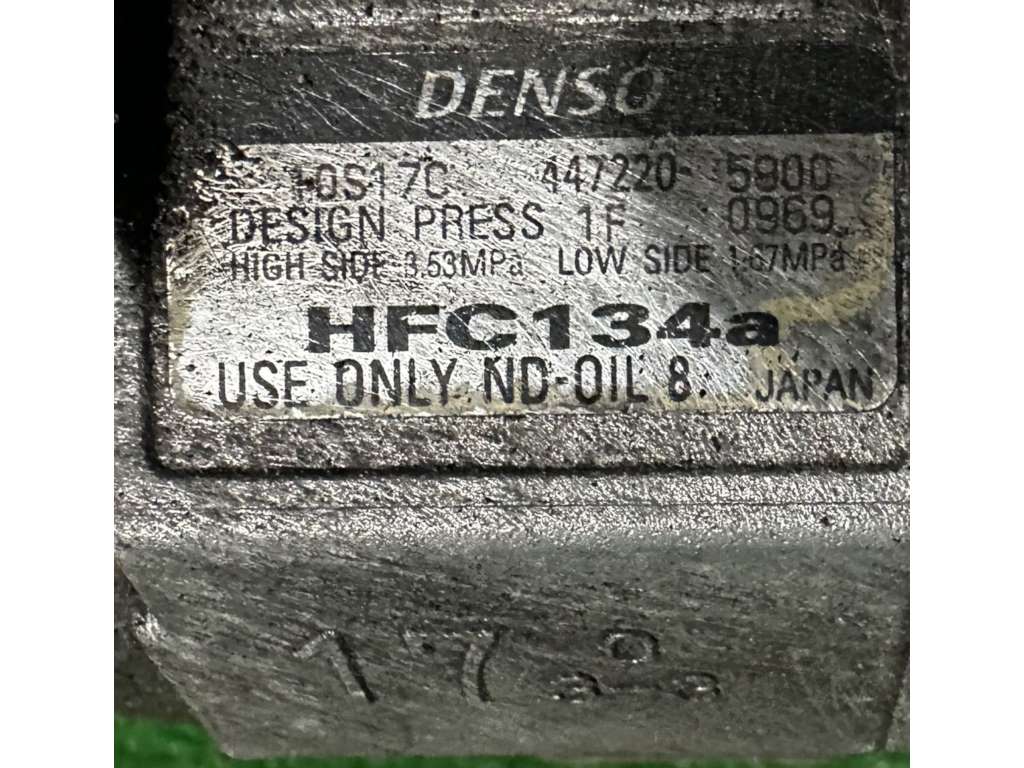 DENSO
10S17C 447220-5900
DESIGN PRESS 1F 0969
HIGH SIDE 3.53MPa LOW SIDE 1.67MPa
HFC134a
USE ONLY ND-OIL 8. JAPAN
17